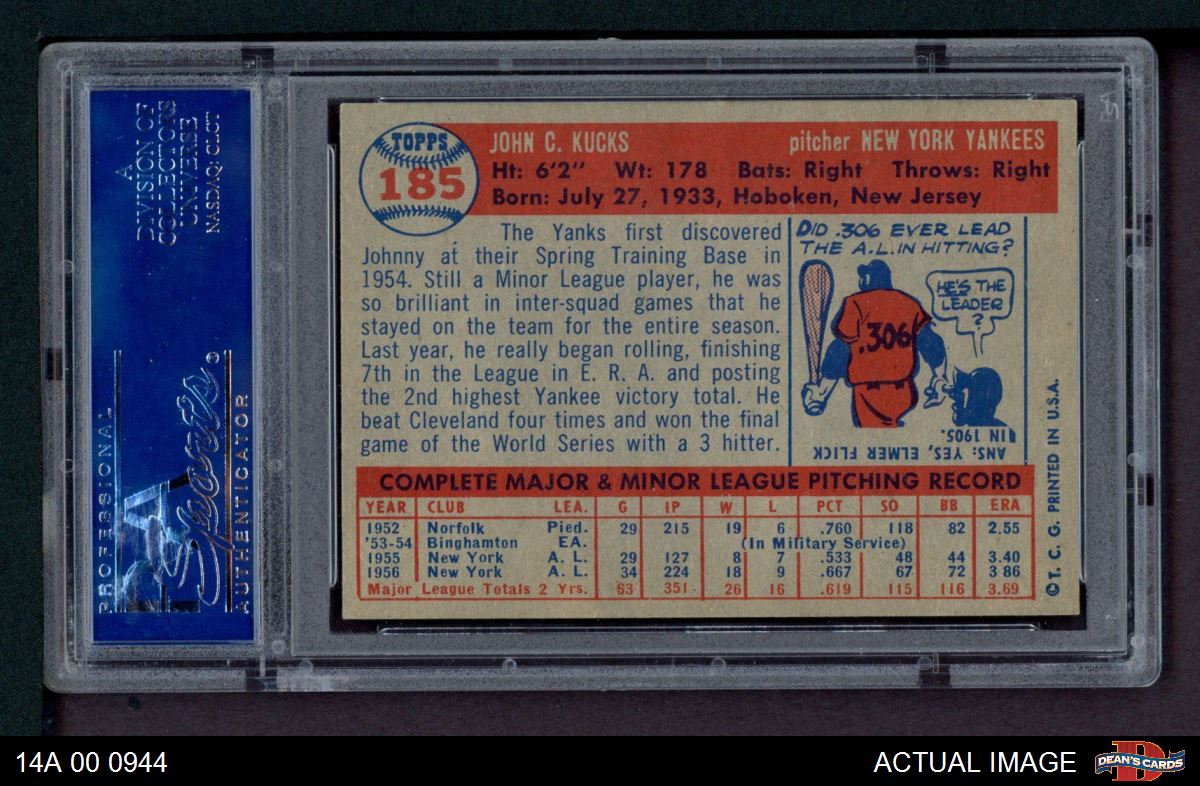 A
DIVISION OF
COLLECTORS
UNIVERSE
NASDAQ: CLCT
PROFESSIONAL
PSA
Sports
AUTHENTICATOR
TOPPS
185
JOHN C. KUCKS pitcher NEW YORK YANKEES
Ht: 6'2" Wt: 178 Bats: Right Throws: Right
Born: July 27, 1933, Hoboken, New Jersey
The Yanks first discovered
Johnny at their Spring Training Base in
1954. Still a Minor League player, he was
so brilliant in inter-squad games that he
stayed on the team for the entire season.
Last year, he really began rolling, finishing
7th in the League in E. R. A. and posting
the 2nd highest Yankee victory total. He
beat Cleveland four times and won the final
game of the World Series with a 3 hitter.
DID .306 EVER LEAD
THE A.L. IN HITTING?
HE'S THE
LEADER
?
.306
ANS: YES, ELMER FLICK
IN 1905.
COMPLETE MAJOR & MINOR LEAGUE PITCHING RECORD
YEAR CLUB LEA. G IP W L PCT SO BB ERA
1952 Norfolk Pied. 29 215 19 6 .760 118 82 2.55
'53-54 Binghamton EA. (In Military Service)
1955 New York A. L. 29 127 8 7 .533 48 44 3.40
1956 New York A. L. 34 224 18 9 .667 67 72 3 86
Major League Totals 2 Yrs. 63 351 26 16 .619 115 116 3.69
© T. C. G. PRINTED IN U.S.A.
14A 00 0944
ACTUAL IMAGE
D
DEAN'S CARDS